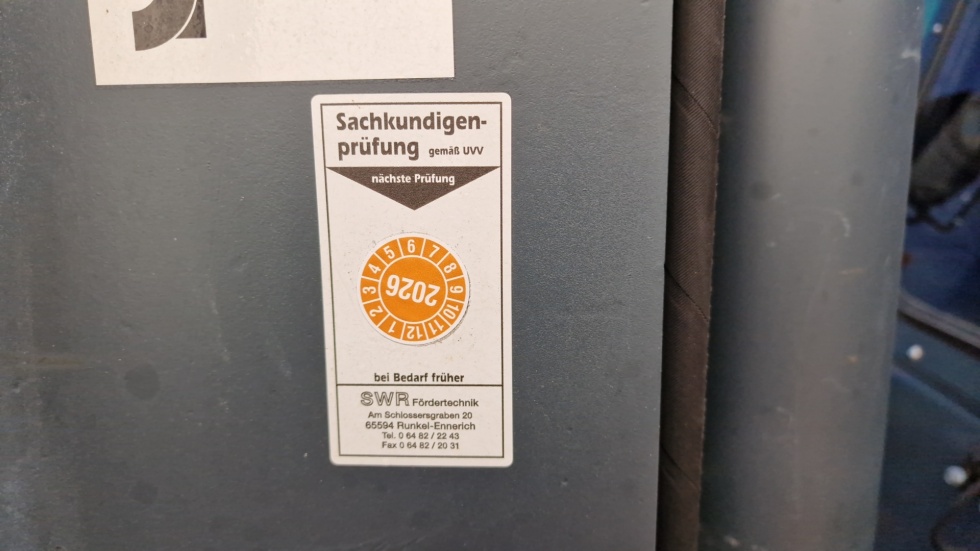 Sachkundigen-
prüfung gemäß UVV
nächste Prüfung
1 2 3 4 5 6 7 8 9 10 11 12
2026
bei Bedarf früher
SWR Fördertechnik
Am Schlossersgraben 20
65594 Runkel-Ennerich
Tel. 0 64 82 / 22 43
Fax 0 64 82 / 20 31